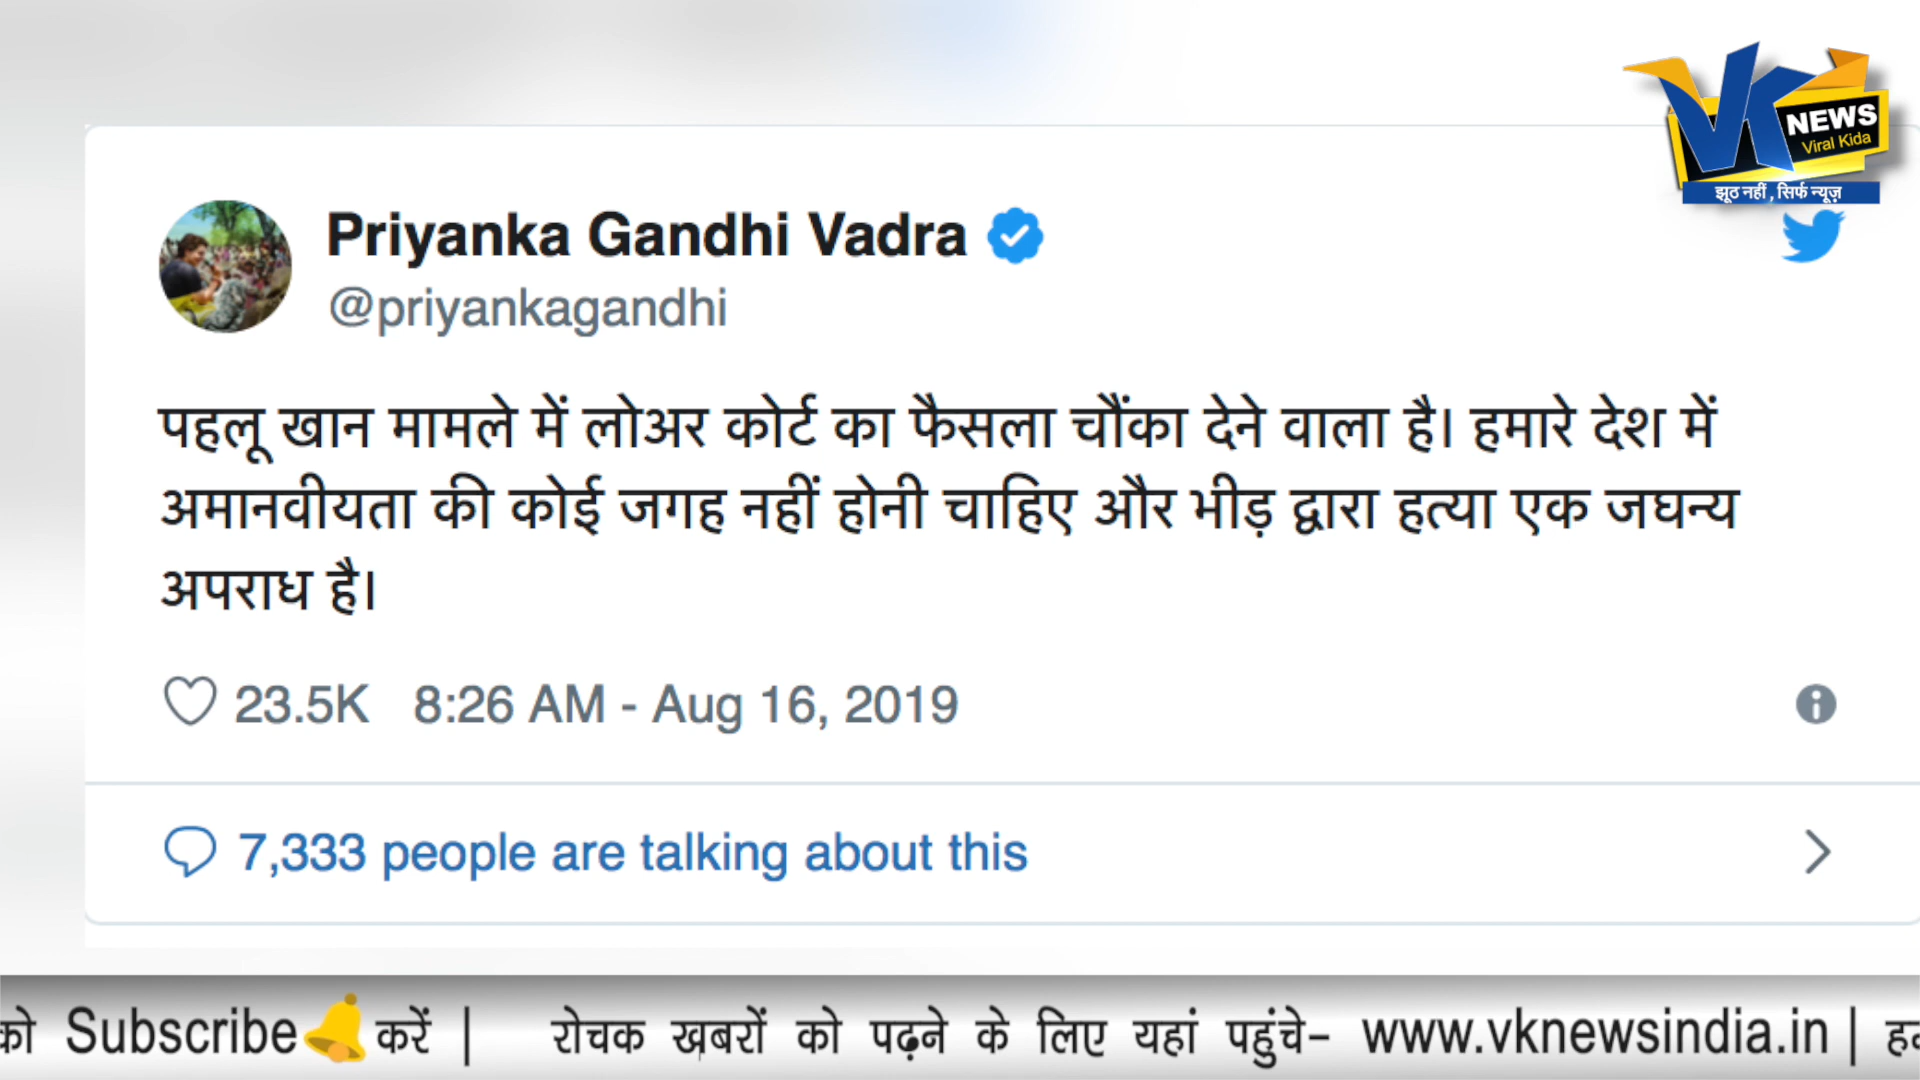 VK NEWS
Viral Kida
झूठ नहीं, सिर्फ न्यूज़
Priyanka Gandhi Vadra
@priyankagandhi
पहलू खान मामले में लोअर कोर्ट का फैसला चौंका देने वाला है। हमारे देश में
अमानवीयता की कोई जगह नहीं होनी चाहिए और भीड़ द्वारा हत्या एक जघन्य
अपराध है।
23.5K 8:26 AM - Aug 16, 2019
7,333 people are talking about this
को Subscribe करें | रोचक खबरों को पढ़ने के लिए यहां पहुंचे- www.vknewsindia.in |